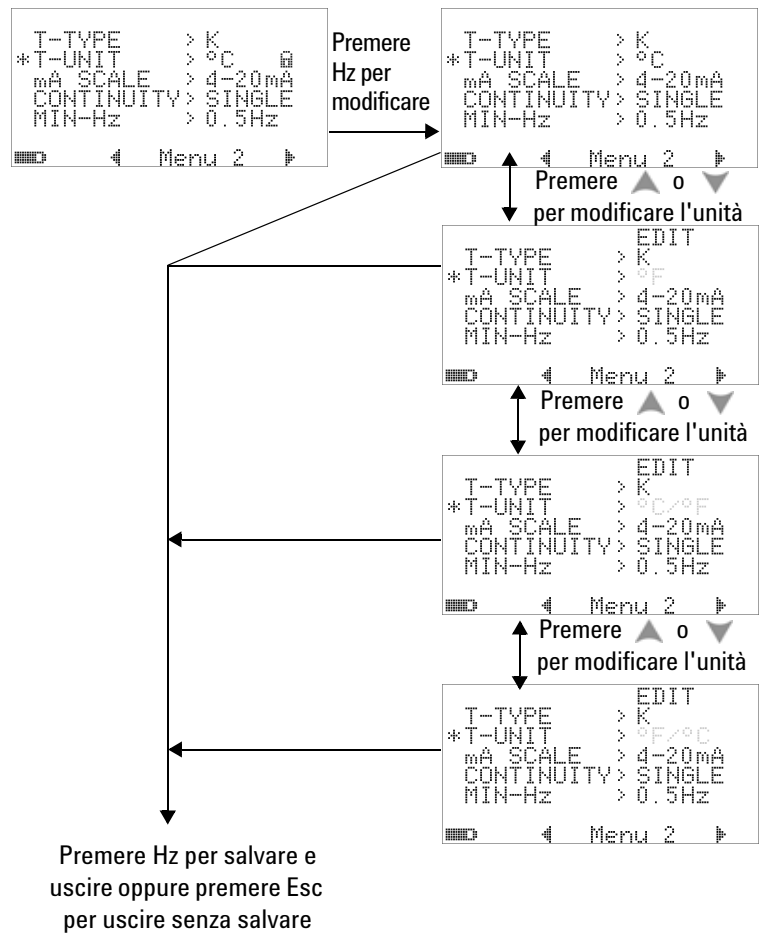 T-TYPE > K
*T-UNIT > °C
mA SCALE > 4-20mA
CONTINUITY> SINGLE
MIN-Hz > 0.5Hz
Menu 2
Premere
Hz per
modificare
T-TYPE > K
*T-UNIT > °C
mA SCALE > 4-20mA
CONTINUITY> SINGLE
MIN-Hz > 0.5Hz
Menu 2
Premere o
per modificare l'unità
EDIT
T-TYPE > K
*T-UNIT > °F
mA SCALE > 4-20mA
CONTINUITY> SINGLE
MIN-Hz > 0.5Hz
Menu 2
Premere o
per modificare l'unità
EDIT
T-TYPE > K
*T-UNIT > °C/°F
mA SCALE > 4-20mA
CONTINUITY> SINGLE
MIN-Hz > 0.5Hz
Menu 2
Premere o
per modificare l'unità
EDIT
T-TYPE > K
*T-UNIT > °F/°C
mA SCALE > 4-20mA
CONTINUITY> SINGLE
MIN-Hz > 0.5Hz
Menu 2
Premere Hz per salvare e
uscire oppure premere Esc
per uscire senza salvare